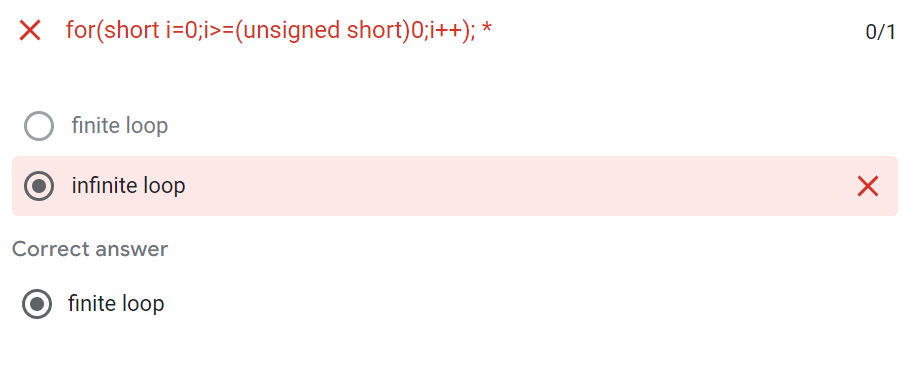 for(short i=0;i>=(unsigned short)0;i++); *
0/1
finite loop
infinite loop
Correct answer
finite loop